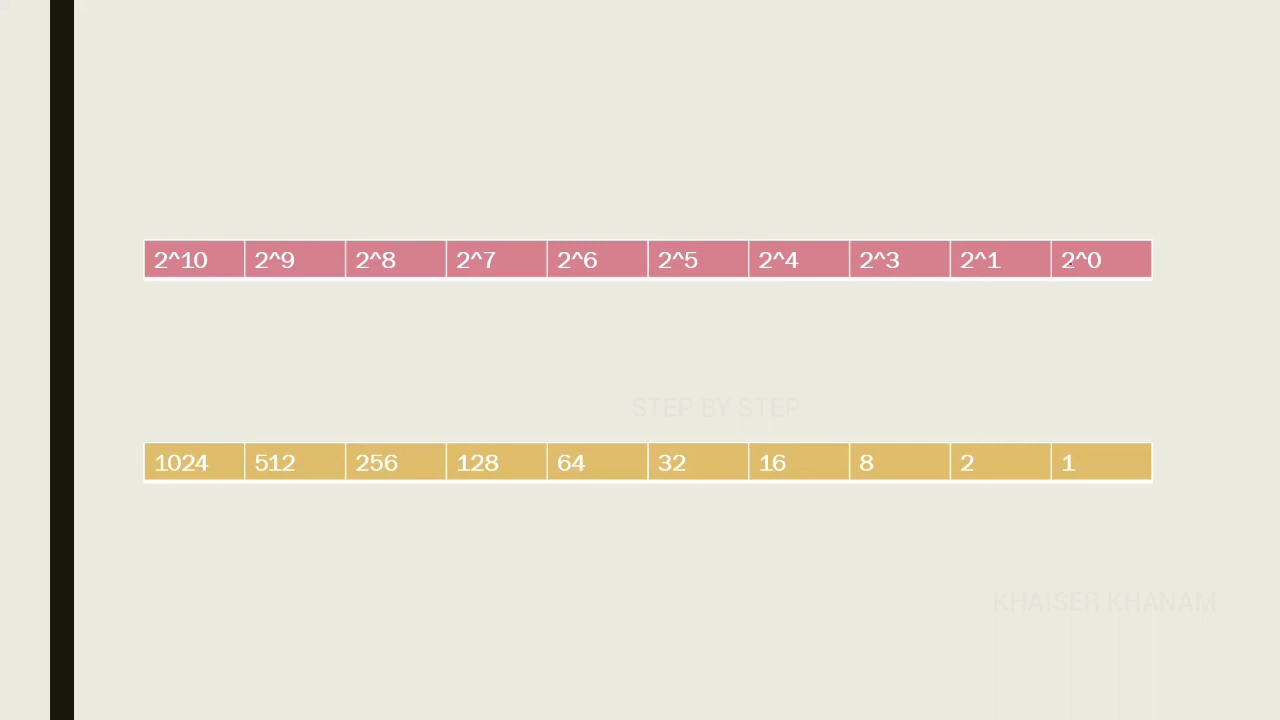 2^10 2^9 2^8 2^7 2^6 2^5 2^4 2^3 2^1 2^0
STEP BY STEP
1024 512 256 128 64 32 16 8 2 1
KHAISER KHANAM